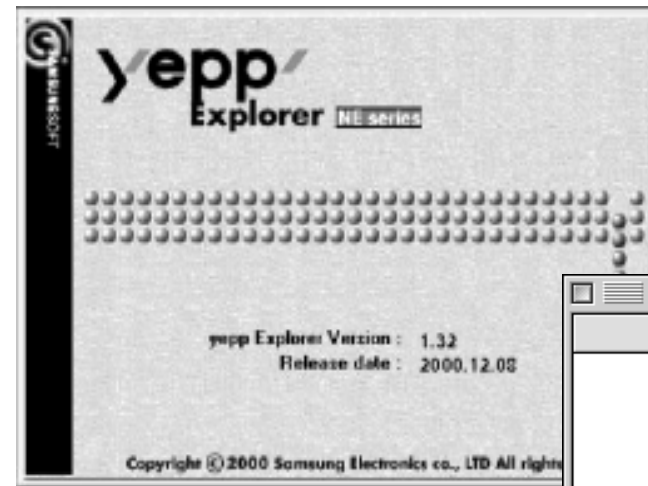 SAMSUNGSOFT
yepp'
Explorer NE series
yepp Explorer Version : 1.32
Release date : 2000.12.08
Copyright ©2000 Samsung Electronics co., LTD All rights